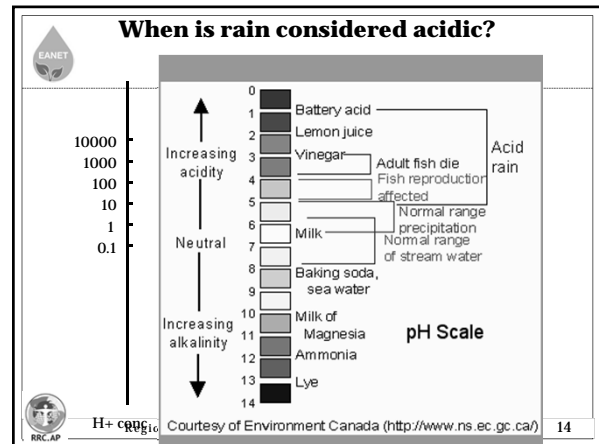 When is rain considered acidic?
EANET
10000
1000
100
10
1
0.1
Increasing
acidity
Neutral
Increasing
alkalinity
0
1
2
3
4
5
6
7
8
9
10
11
12
13
14
Battery acid
Lemon juice
Vinegar
Adult fish die
Fish reproduction
affected
Acid
rain
Normal range
precipitation
Milk
Normal range
of stream water
Baking soda,
sea water
Milk of
Magnesia
Ammonia
Lye
pH Scale
H+ conc
Courtesy of Environment Canada (http://www.ns.ec.gc.ca/)
14
RRC.AP